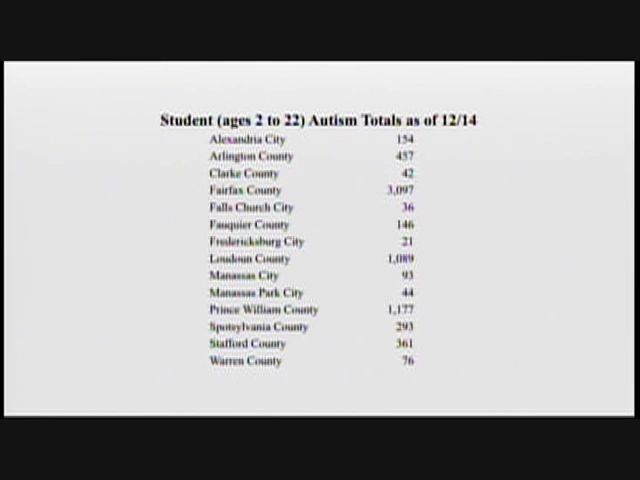 Student (ages 2 to 22) Autism Totals as of 12/14
Alexandria City 154
Arlington County 457
Clarke County 42
Fairfax County 3,097
Falls Church City 36
Fauquier County 146
Fredericksburg City 21
Loudoun County 1,089
Manassas City 93
Manassas Park City 44
Prince William County 1,177
Spotsylvania County 293
Stafford County 361
Warren County 76